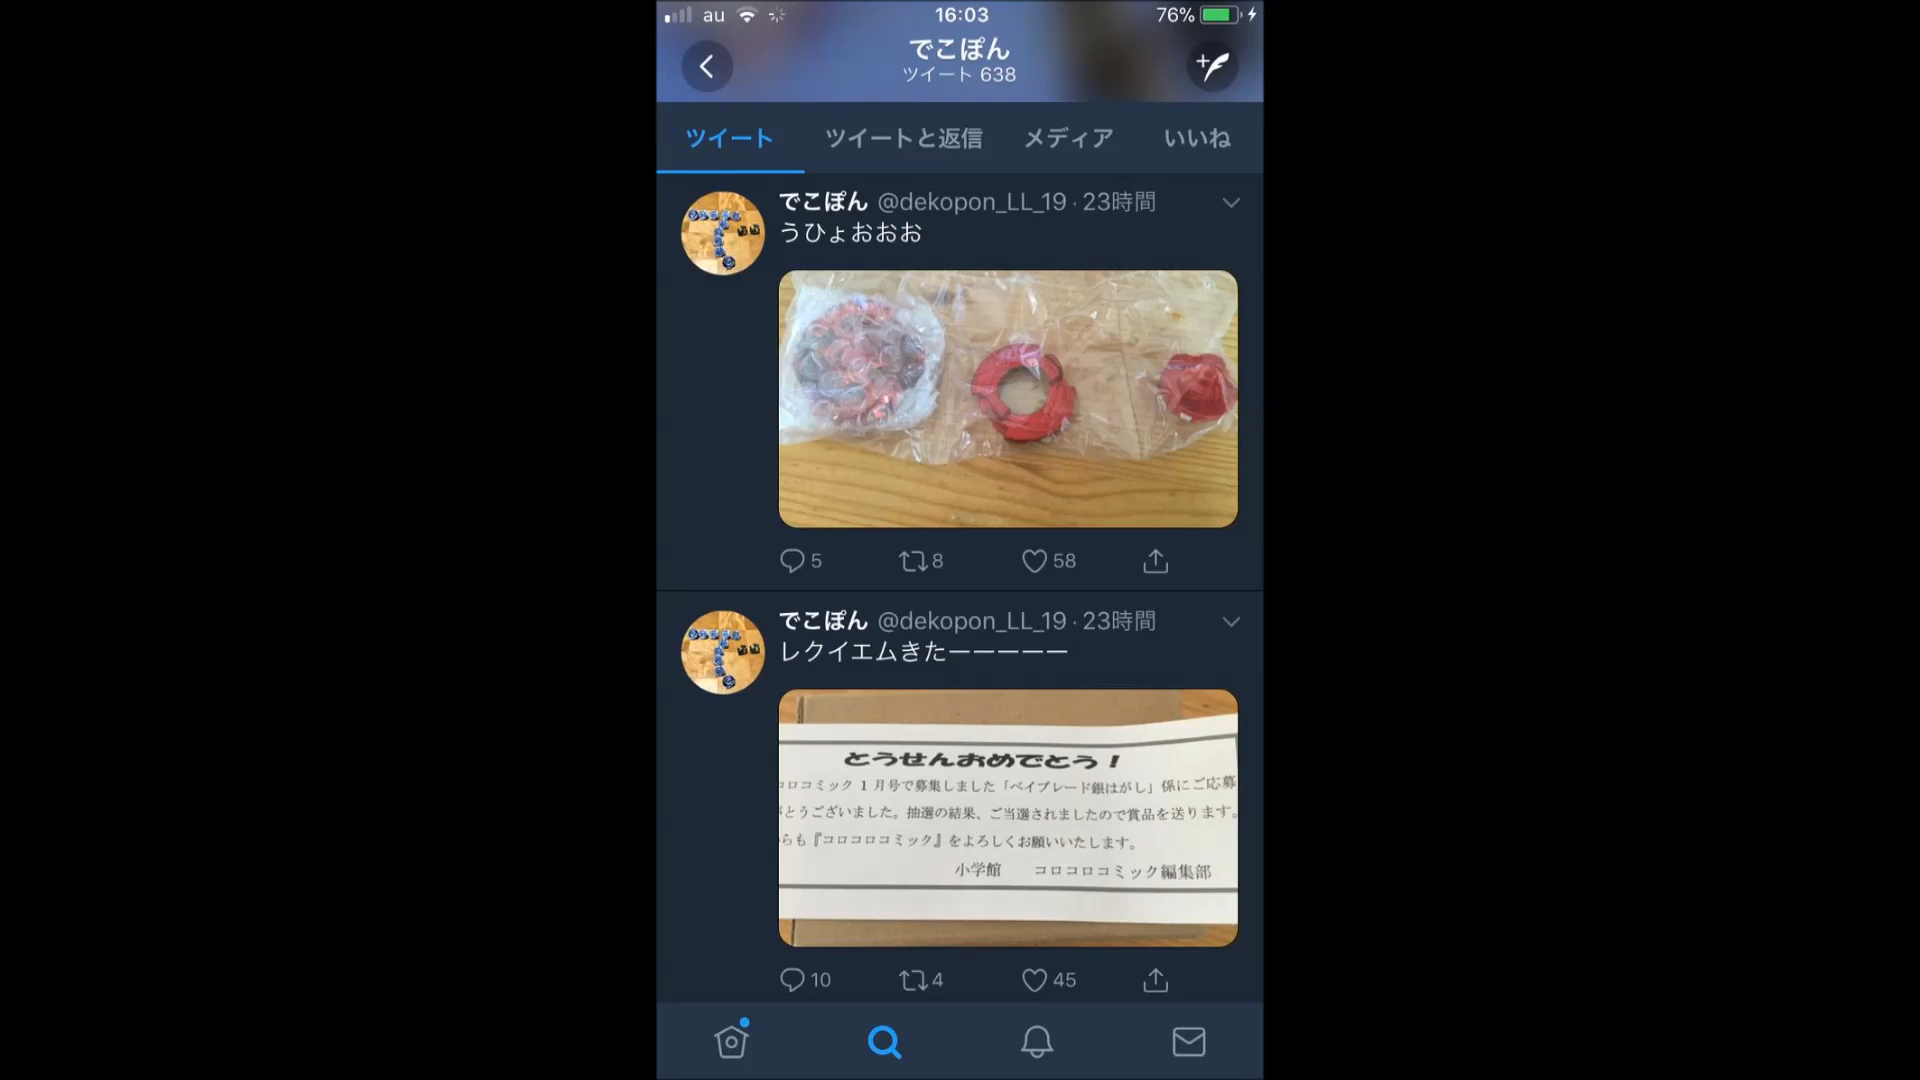 au 16:03 76%
でこぽん
ツイート 638
ツイート ツイートと返信 メディア いいね
でこぽん @dekopon_LL_19 · 23時間
うひょおおお
5 8 58
でこぽん @dekopon_LL_19 · 23時間
レクイエムきたーーーーー
とうせんおめでとう！
コロコミック１月号で募集しました「ベイブレード銀はがし」係にご応募
がとうございました。抽選の結果、ご当選されましたので賞品を送ります。
らも『コロコロコミック』をよろしくお願いいたします。
小学館 コロコロコミック編集部
10 4 45